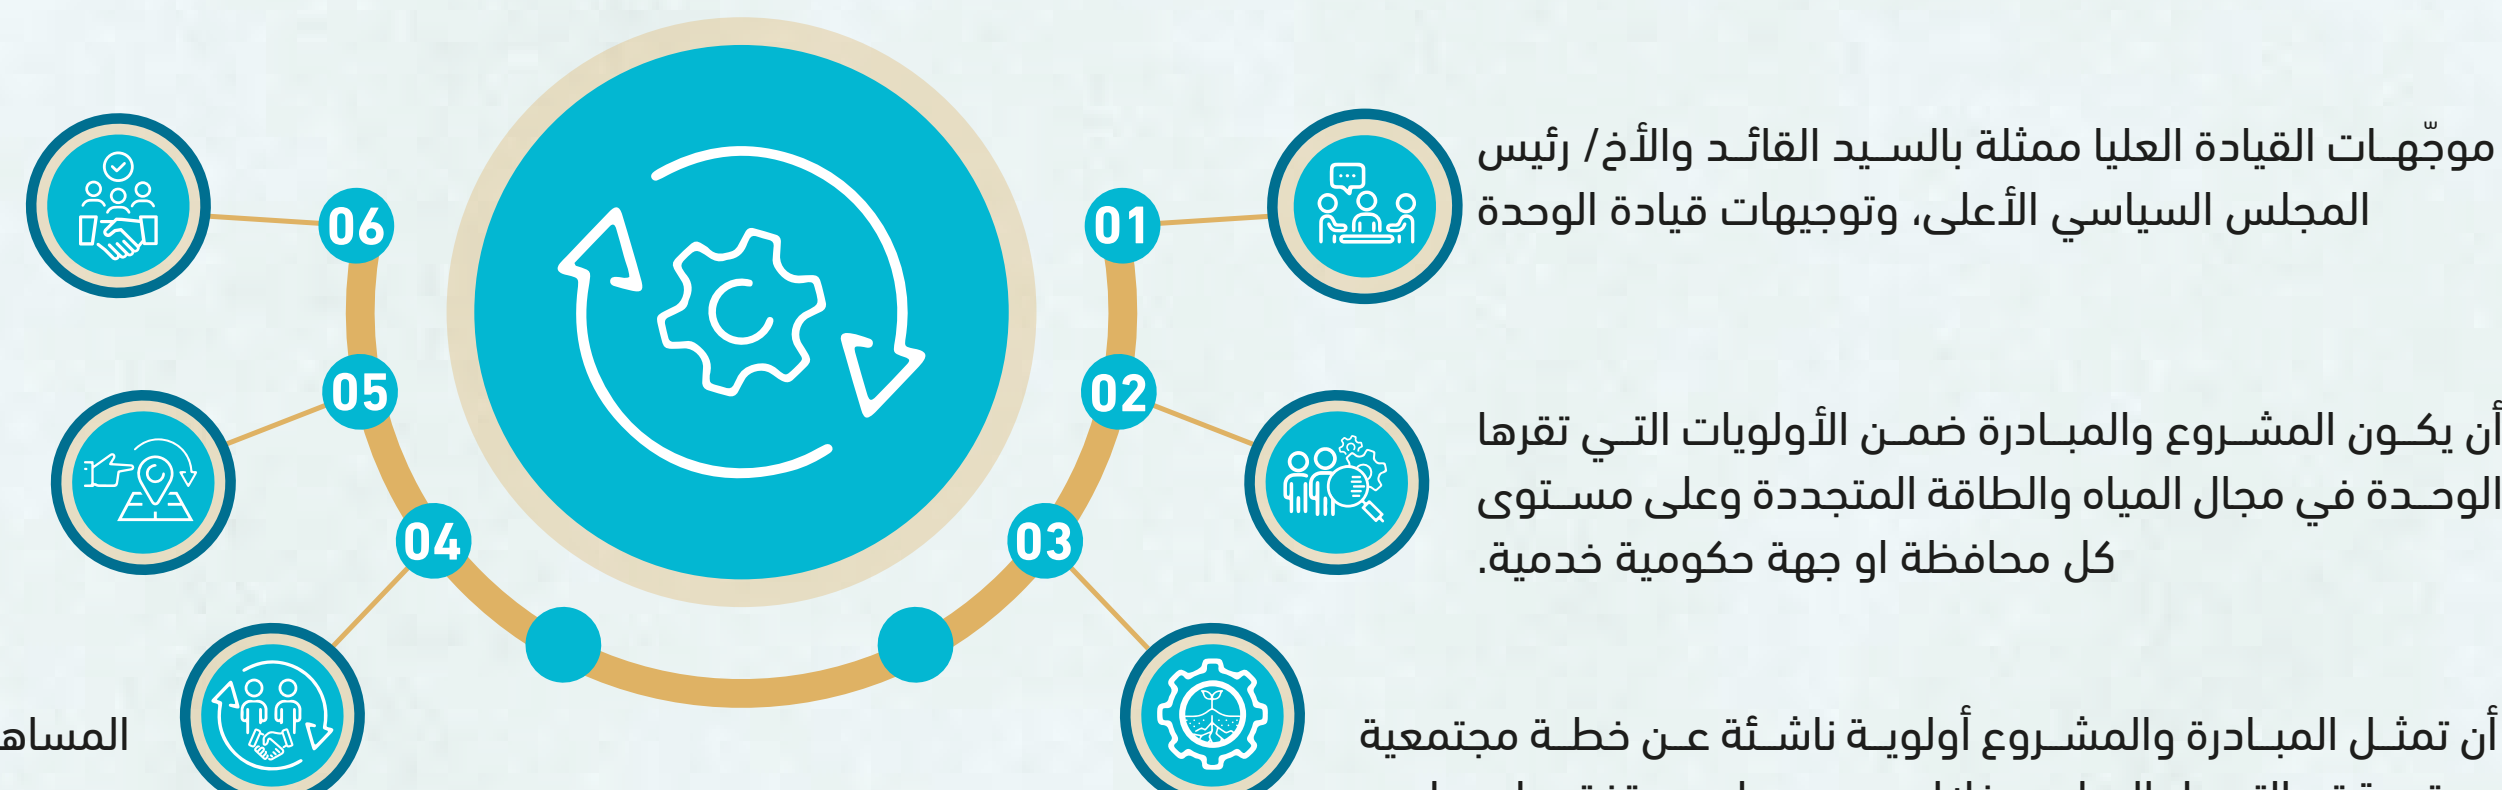 01
موجّهات القيادة العليا ممثلة بالسيد القائد والأخ/ رئيس
المجلس السياسي الأعلى، وتوجيهات قيادة الوحدة
02
أن يكون المشروع والمبادرة ضمن الأولويات التي تقرها
الوحدة في مجال المياه والطاقة المتجددة وعلى مستوى
كل محافظة او جهة حكومية خدمية.
03
أن تمثل المبادرة والمشروع أولوية ناشئة عن خطة مجتمعية
04
05
06